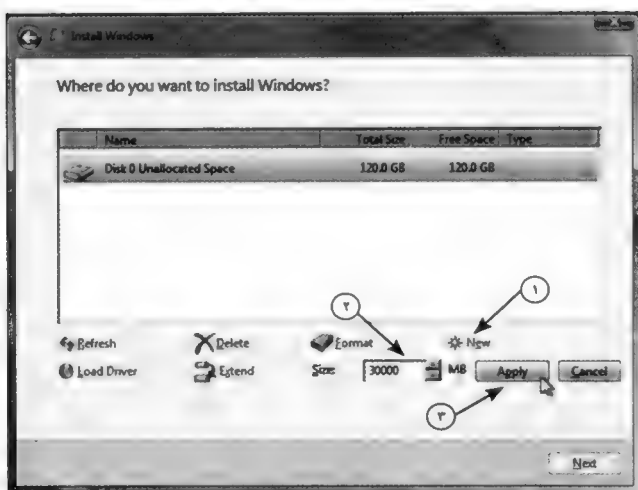 Install Windows
Where do you want to install Windows?
Name Total Size Free Space Type
Disk 0 Unallocated Space 120.0 GB 120.0 GB
۲ ۱
Refresh Delete Format New
Load Driver Extend Size: 30000 MB Apply Cancel
۳
Next